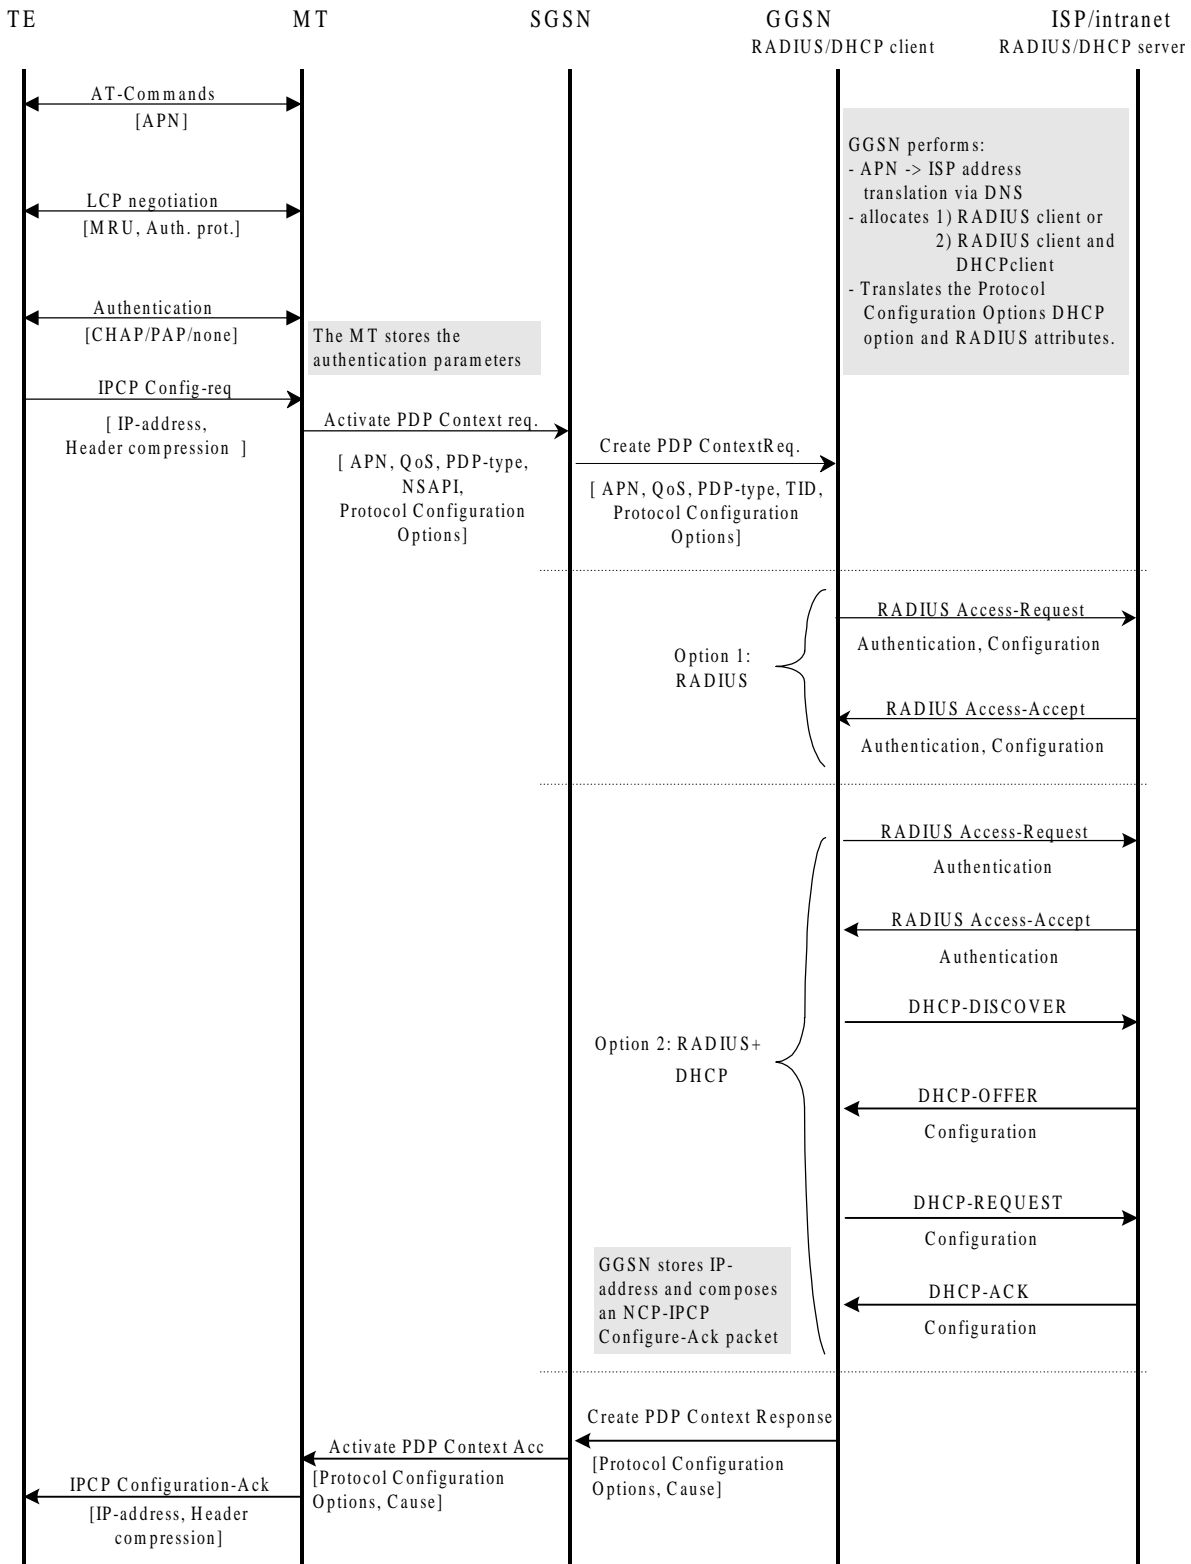 TE
MT
SGSN
GGSN
ISP/intranet
RADIUS/DHCP client
RADIUS/DHCP server
AT-Commands
[APN]
GGSN performs:
- APN -> ISP address
translation via DNS
- allocates 1) RADIUS client or
2) RADIUS client and
DHCPclient
- Translates the Protocol
Configuration Options DHCP
option and RADIUS attributes.
LCP negotiation
[MRU, Auth. prot.]
Authentication
[CHAP/PAP/none]
The MT stores the
authentication parameters
IPCP Config-req
[ IP-address,
Header compression ]
Activate PDP Context req.
[ APN, QoS, PDP-type,
NSAPI,
Protocol Configuration
Options]
Create PDP ContextReq.
[ APN, QoS, PDP-type, TID,
Protocol Configuration
Options]
Option 1:
RADIUS
RADIUS Access-Request
Authentication, Configuration
RADIUS Access-Accept
Authentication, Configuration
RADIUS Access-Request
Authentication
RADIUS Access-Accept
Authentication
DHCP-DISCOVER
Option 2: RADIUS+
DHCP
DHCP-OFFER
Configuration
DHCP-REQUEST
Configuration
GGSN stores IP-
address and composes
an NCP-IPCP
Configure-Ack packet
DHCP-ACK
Configuration
Create PDP Context Response
[Protocol Configuration
Options, Cause]
Activate PDP Context Acc
[Protocol Configuration
Options, Cause]
IPCP Configuration-Ack
[IP-address, Header
compression]